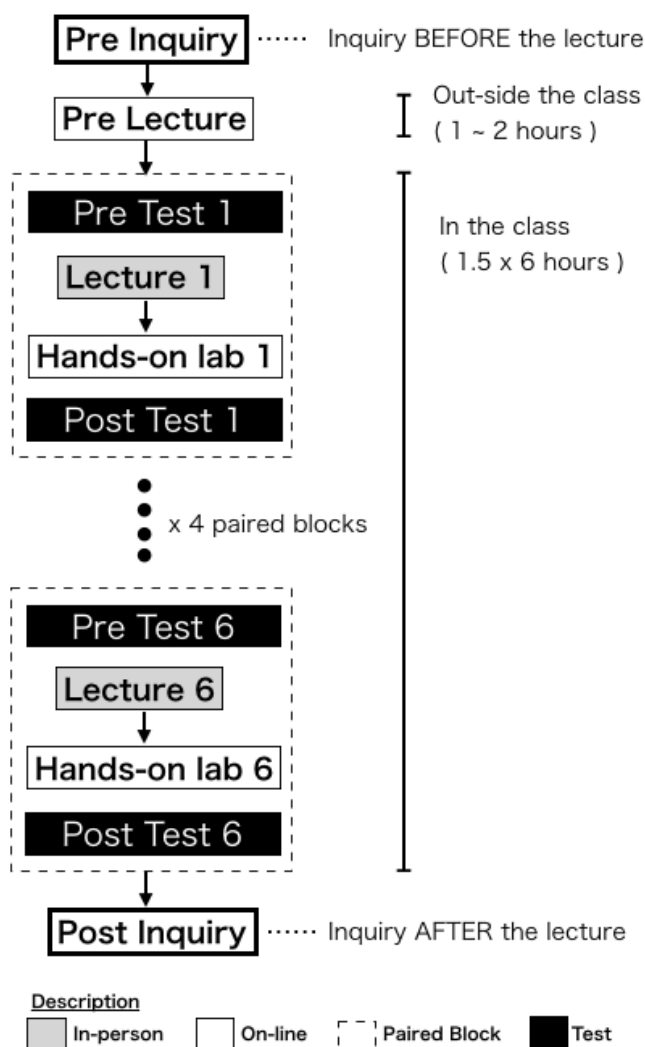 Pre Inquiry ...... Inquiry BEFORE the lecture
Pre Lecture
Out-side the class
( 1 ~ 2 hours )
Pre Test 1
In the class
( 1.5 x 6 hours )
Lecture 1
Hands-on lab 1
Post Test 1
x 4 paired blocks
Pre Test 6
Lecture 6
Hands-on lab 6
Post Test 6
Post Inquiry ...... Inquiry AFTER the lecture
Description
In-person On-line Paired Block Test